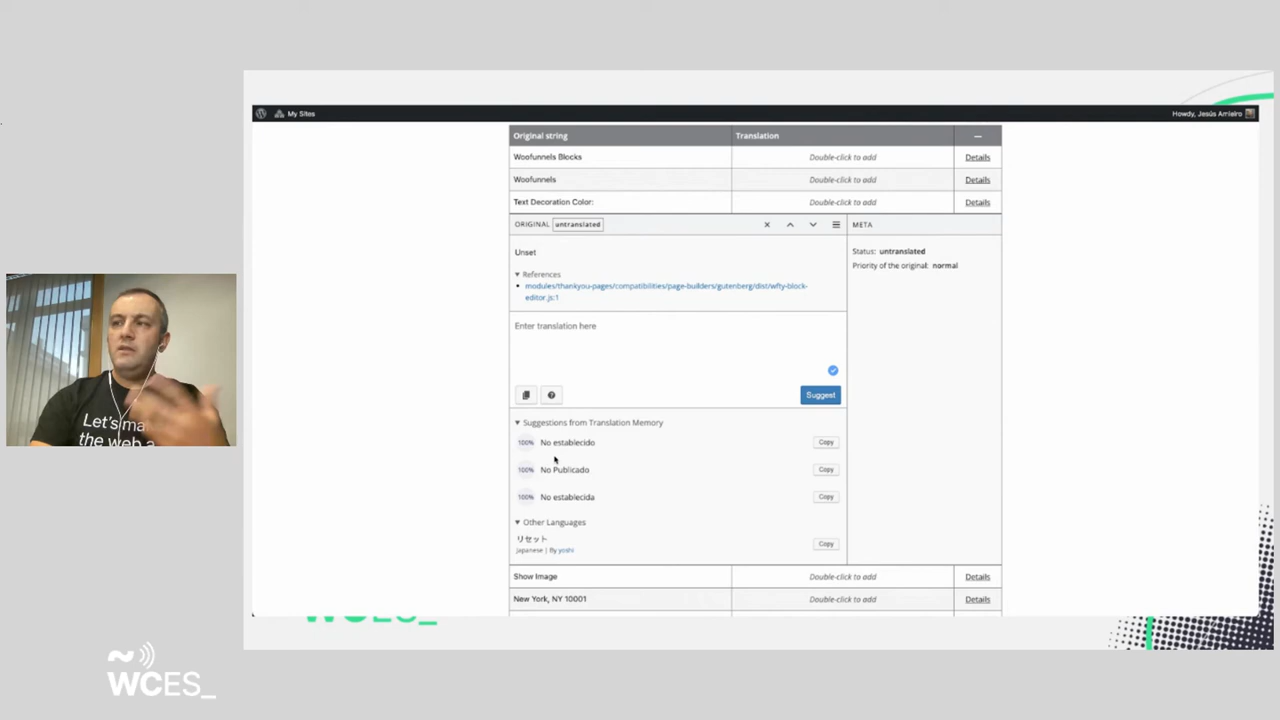 My Sites
Howdy, Jesús Amieiro
Original string Translation —
Woofunnels Blocks Double-click to add Details
Woofunnels Double-click to add Details
Text Decoration Color: Double-click to add Details
ORIGINAL untranslated META
Unset
Status: untranslated
Priority of the original: normal
References
modules/thankyou-pages/compatibilities/page-builders/gutenberg/dist/wfty-block-
editor.js:1
Enter translation here
Suggest
Suggestions from Translation Memory
100% No establecido Copy
100% No Publicado Copy
100% No establecida Copy
Other Languages
リセット Copy
Japanese | By yoshi
Show Image Double-click to add Details
New York, NY 10001 Double-click to add Details
Let's ma
the web a
WCES_